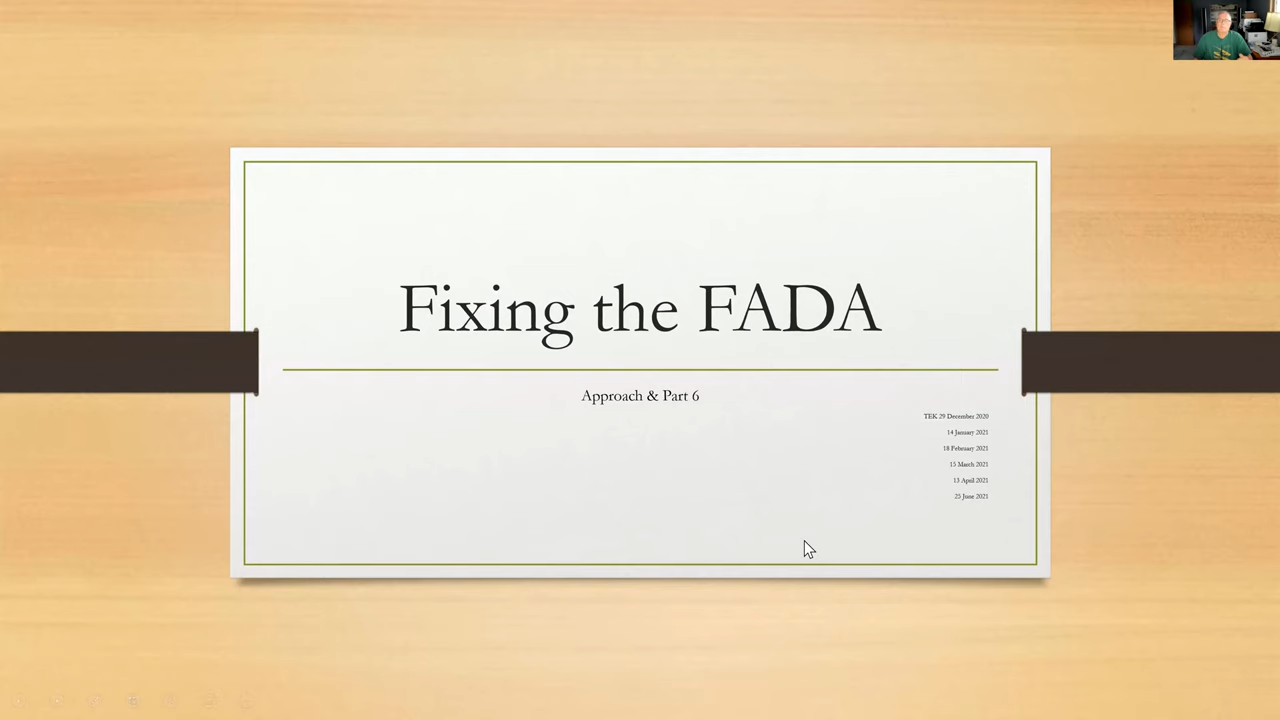 Fixing the FADA
Approach & Part 6
TEK 29 December 2020
14 January 2021
18 February 2021
15 March 2021
13 April 2021
25 June 2021